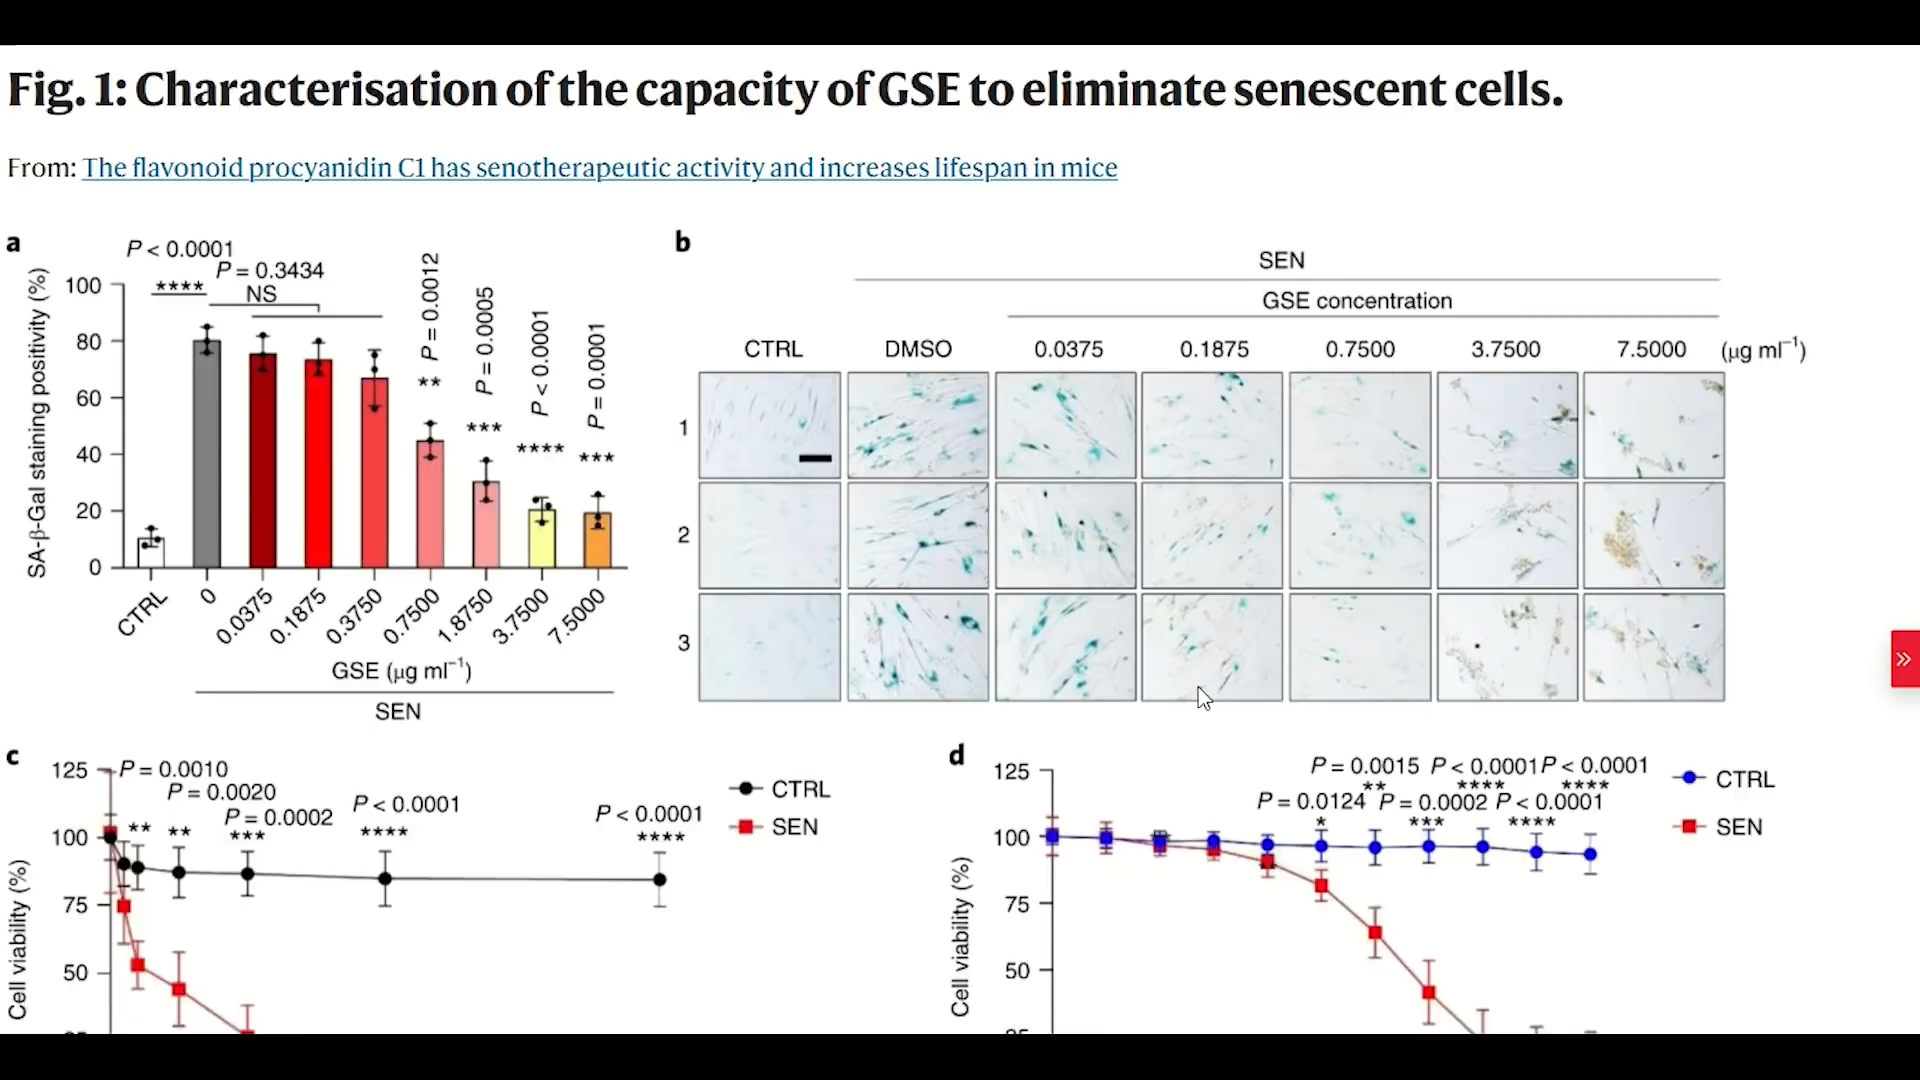 Fig. 1: Characterisation of the capacity of GSE to eliminate senescent cells.
From: The flavonoid procyanidin C1 has senotherapeutic activity and increases lifespan in mice
a
P < 0.0001
P = 0.3434
****
NS
P = 0.0012
**
P = 0.0005
***
P < 0.0001
****
P = 0.0001
***
SA-β-Gal staining positivity (%)
100
80
60
40
20
0
CTRL
0
0.0375
0.1875
0.3750
0.7500
1.8750
3.7500
7.5000
GSE (μg ml⁻¹)
SEN
b
SEN
GSE concentration
CTRL DMSO 0.0375 0.1875 0.7500 3.7500 7.5000 (μg ml⁻¹)
1
2
3
c
P = 0.0010
P = 0.0020
P = 0.0002
P < 0.0001
P < 0.0001
** ** *** **** ****
Cell viability (%)
125
100
75
50
CTRL
SEN
d
P = 0.0015 P < 0.0001 P < 0.0001
** **** ****
P = 0.0124 P = 0.0002 P < 0.0001
* *** ****
Cell viability (%)
125
100
75
50
CTRL
SEN
»